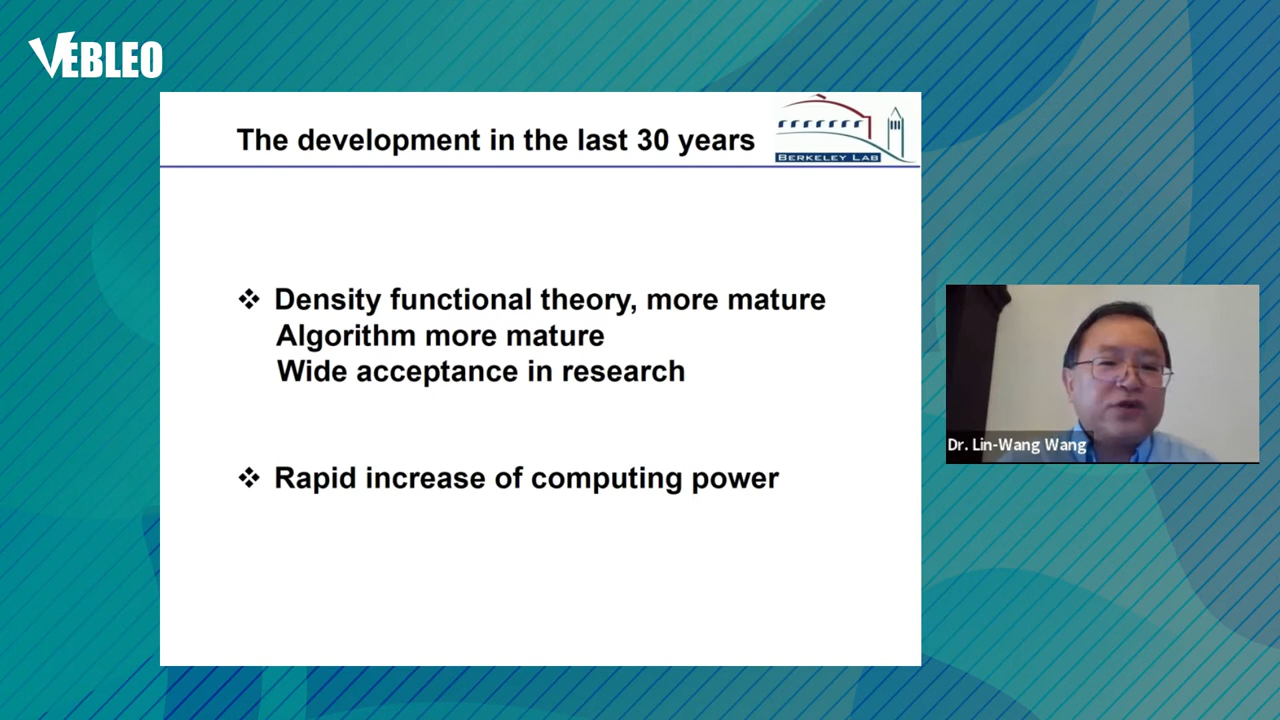 VEBLEO
The development in the last 30 years
BERKELEY LAB
❖ Density functional theory, more mature
Algorithm more mature
Wide acceptance in research
❖ Rapid increase of computing power
Dr. Lin-Wang Wang